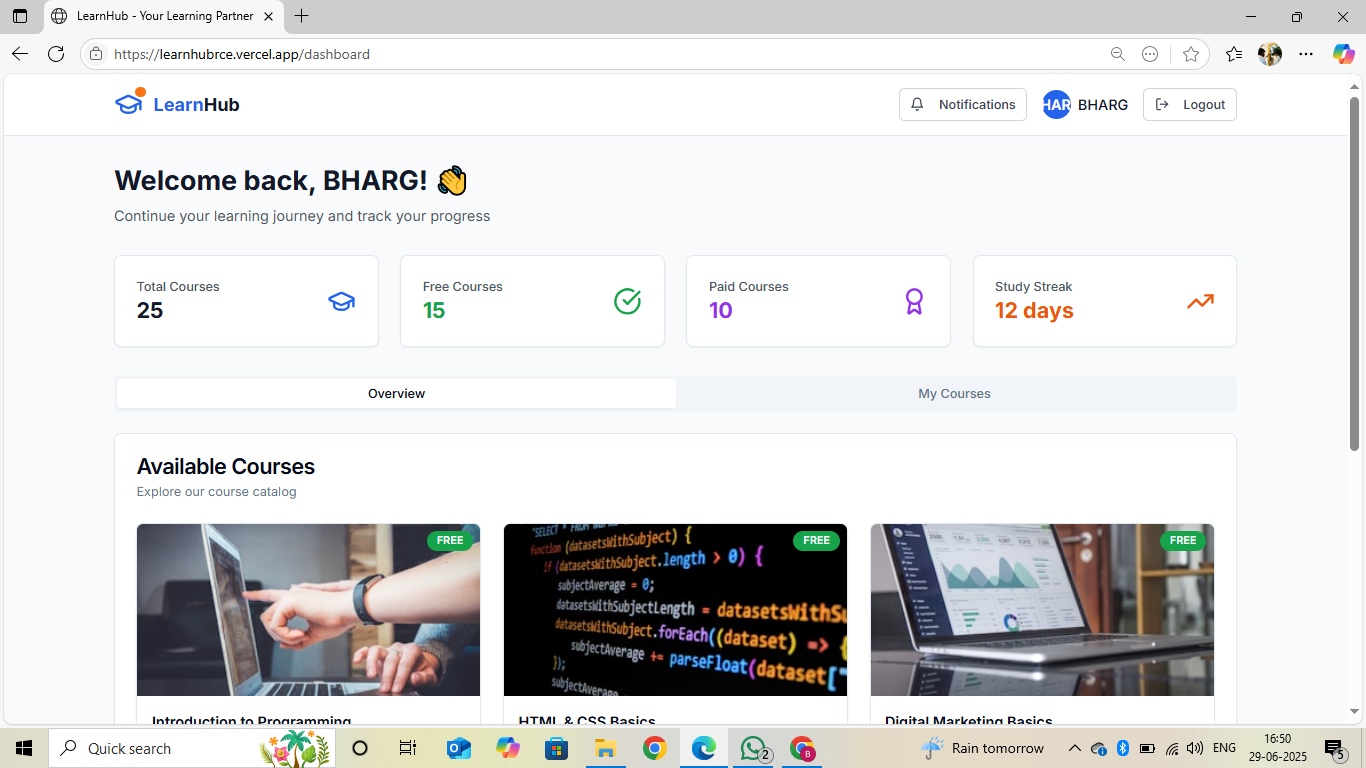 LearnHub - Your Learning Partner
https://learnhubrce.vercel.app/dashboard
LearnHub
Notifications
HAR
BHARG
Logout
Welcome back, BHARG!
Continue your learning journey and track your progress
Total Courses
25
Free Courses
15
Paid Courses
10
Study Streak
12 days
Overview
My Courses
Available Courses
Explore our course catalog
FREE
FREE
FREE
function (datasetsWithSubject) {
if (datasetsWithSubject.length > 0) {
subjectAverage = 0;
datasetsWithSubjectLength = datasetsWithSu
datasetsWithSubject.forEach((dataset) => {
subjectAverage += parseFloat(dataset["
});
subjectAverage
Introduction to Programming
HTML & CSS Basics
Digital Marketing Basics
Quick search
2
B
Rain tomorrow
ENG
16:50
29-06-2025
5